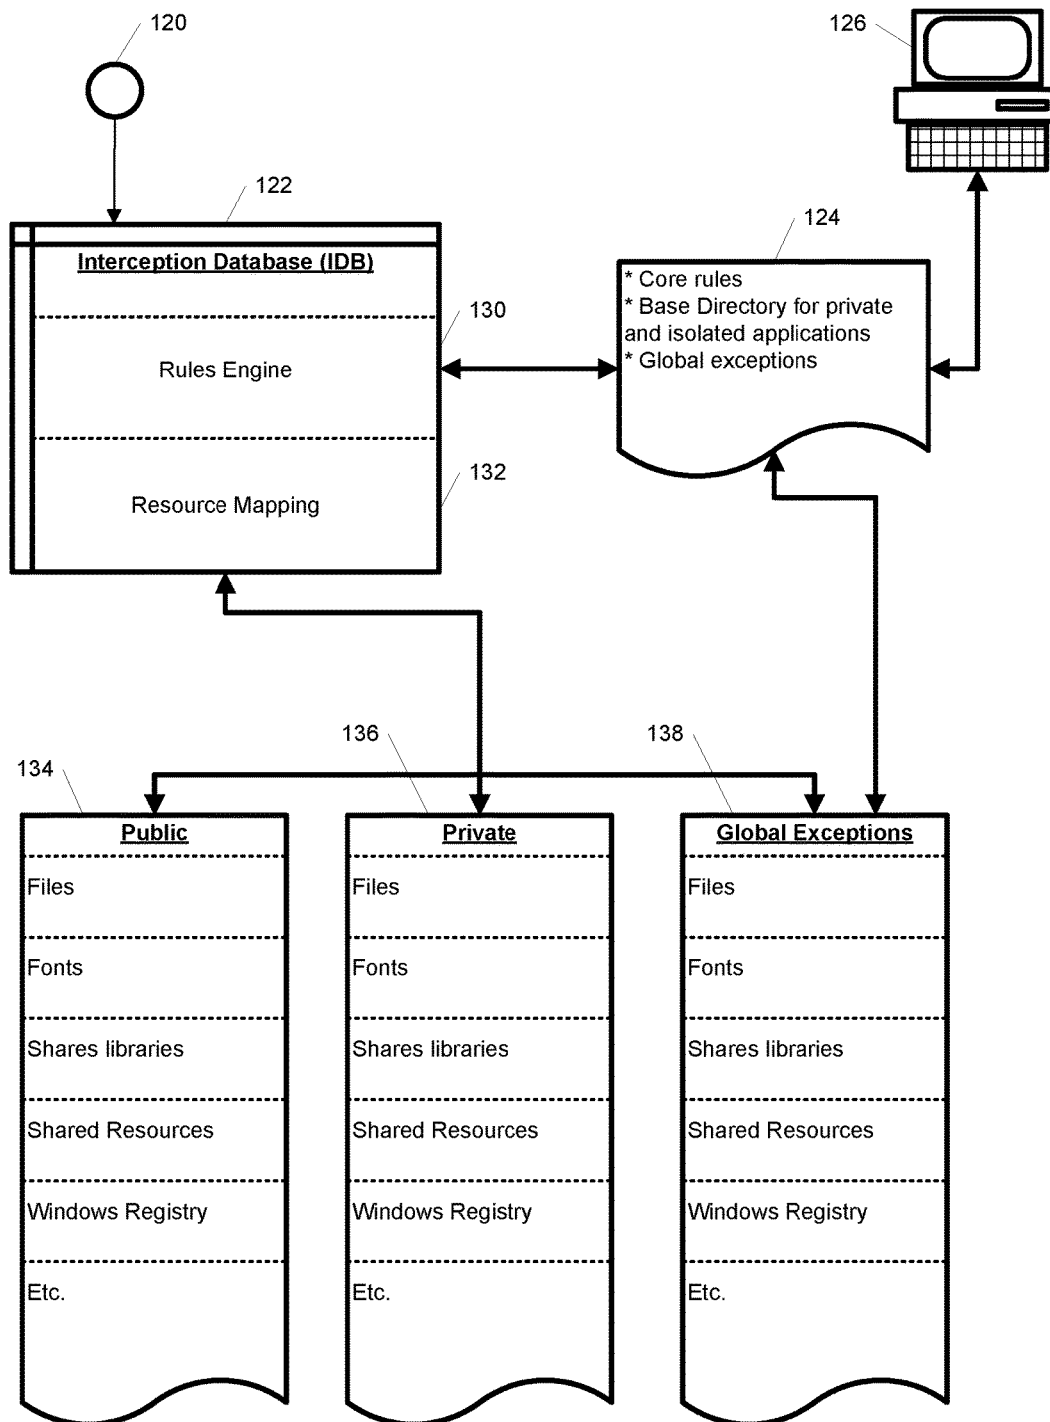 120
126
122
124
Interception Database (IDB)
* Core rules
* Base Directory for private
and isolated applications
* Global exceptions
130
Rules Engine
132
Resource Mapping
134
136
138
Public
Files
Fonts
Shares libraries
Shared Resources
Windows Registry
Etc.
Private
Files
Fonts
Shares libraries
Shared Resources
Windows Registry
Etc.
Global Exceptions
Files
Fonts
Shares libraries
Shared Resources
Windows Registry
Etc.